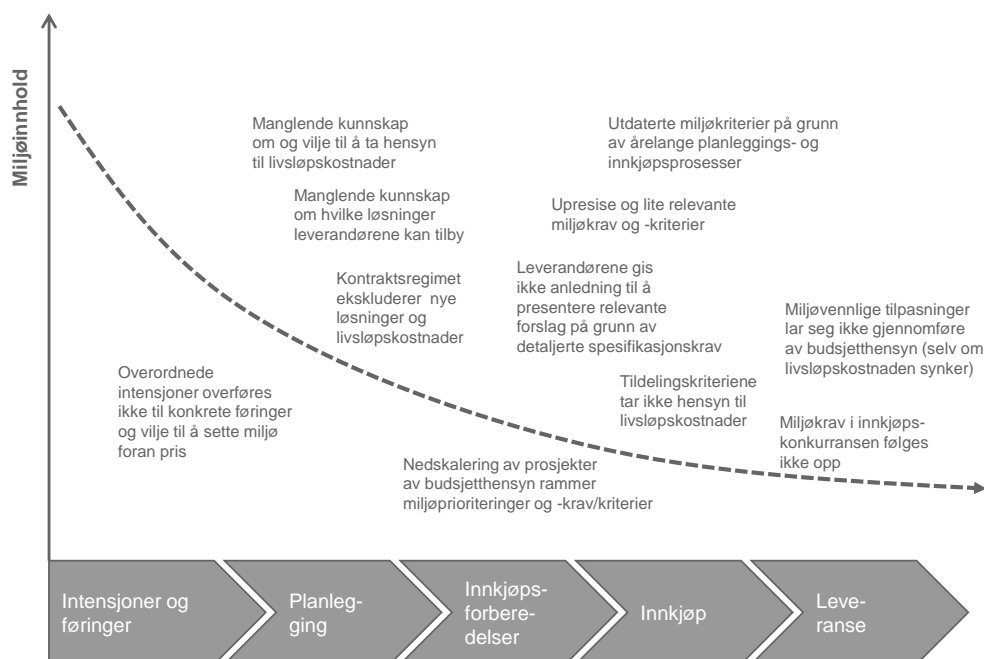 Miljøinnhold
Manglende kunnskap
om og vilje til å ta hensyn
til livsløpskostnader
Utdaterte miljøkriterier på grunn
av årelange planleggings- og
innkjøpsprosesser
Manglende kunnskap
om hvilke løsninger
leverandørene kan tilby
Upresise og lite relevante
miljøkrav og -kriterier
Kontraktsregimet
ekskluderer nye
løsninger og
livsløpskostnader
Leverandørene gis
ikke anledning til å
presentere relevante
forslag på grunn av
detaljerte spesifikasjonskrav
Miljøvennlige tilpasninger
lar seg ikke gjennomføre
av budsjetthensyn (selv om
livsløpskostnaden synker)
Overordnede
intensjoner overføres
ikke til konkrete føringer
og vilje til å sette miljø
foran pris
Tildelingskriteriene
tar ikke hensyn til
livsløpskostnader
Miljøkrav i innkjøps-
konkurransen følges
ikke opp
Nedskalering av prosjekter
av budsjetthensyn rammer
miljøprioriteringer og -krav/kriterier
Intensjoner og
føringer
Planleg-
ging
Innkjøps-
forbere-
delser
Innkjøp
Leve-
ranse